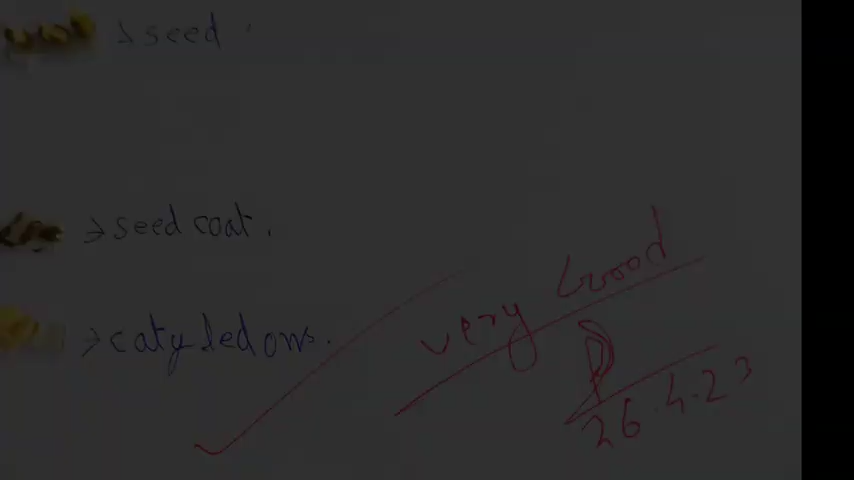 → seed.
→ seed coat.
→ catyledons.
very Good
26.4.23